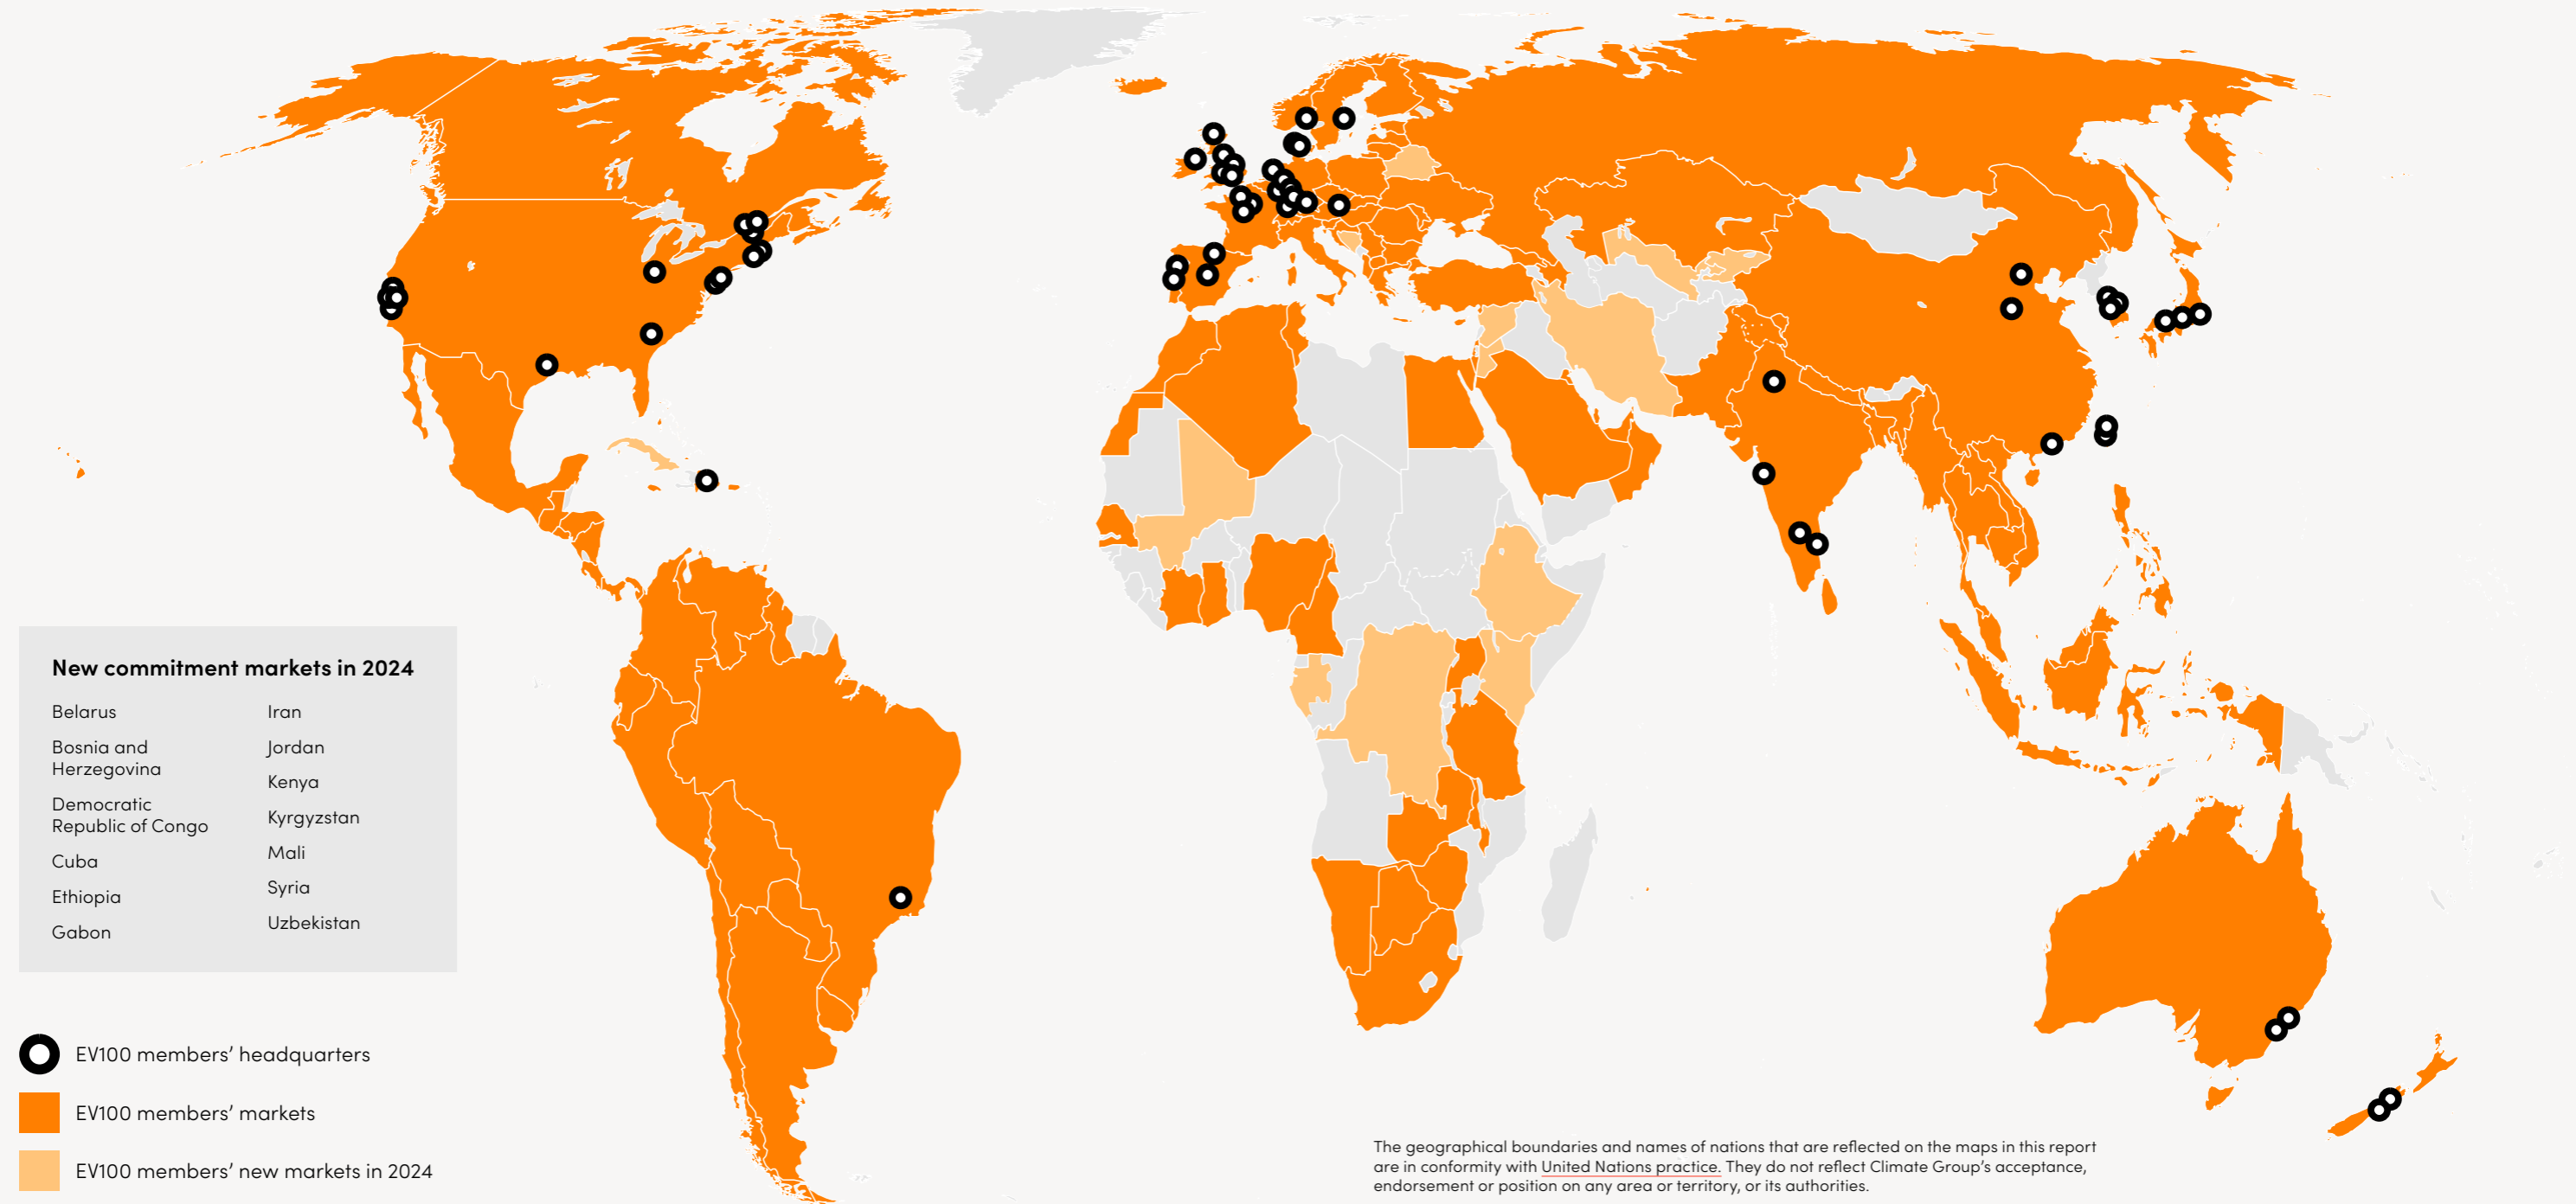 New commitment markets in 2024
Belarus
Bosnia and
Herzegovina
Democratic
Republic of Congo
Cuba
Ethiopia
Gabon
Iran
Jordan
Kenya
Kyrgyzstan
Mali
Syria
Uzbekistan
EV100 members’ headquarters
EV100 members’ markets
EV100 members’ new markets in 2024
The geographical boundaries and names of nations that are reflected on the maps in this report
are in conformity with United Nations practice. They do not reflect Climate Group’s acceptance,
endorsement or position on any area or territory, or its authorities.